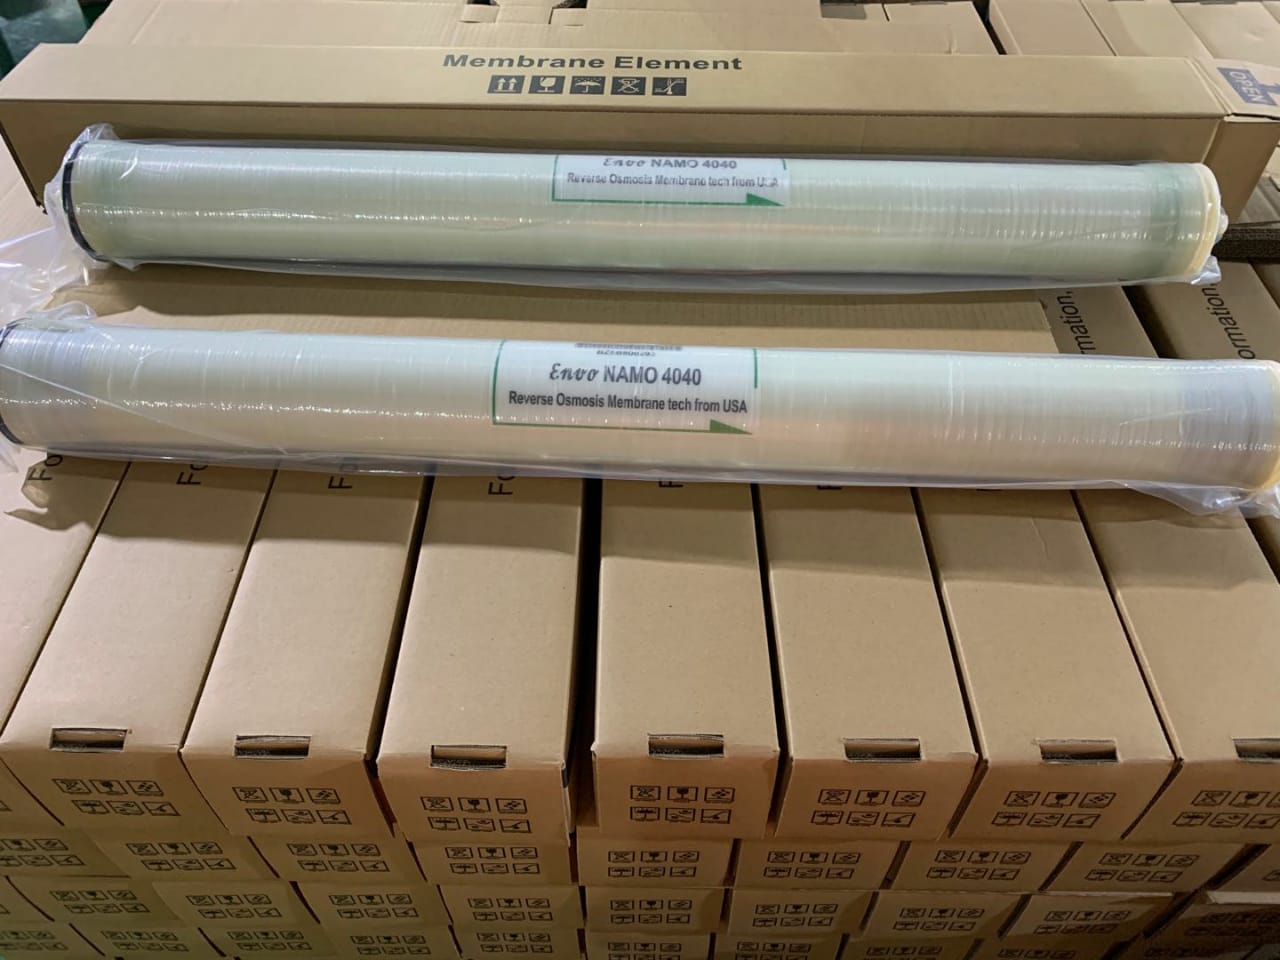 Membrane Element
OPEN
Envo NAMO 4040
Reverse Osmosis Membrane tech from USA
Envo NAMO 4040
Reverse Osmosis Membrane tech from USA